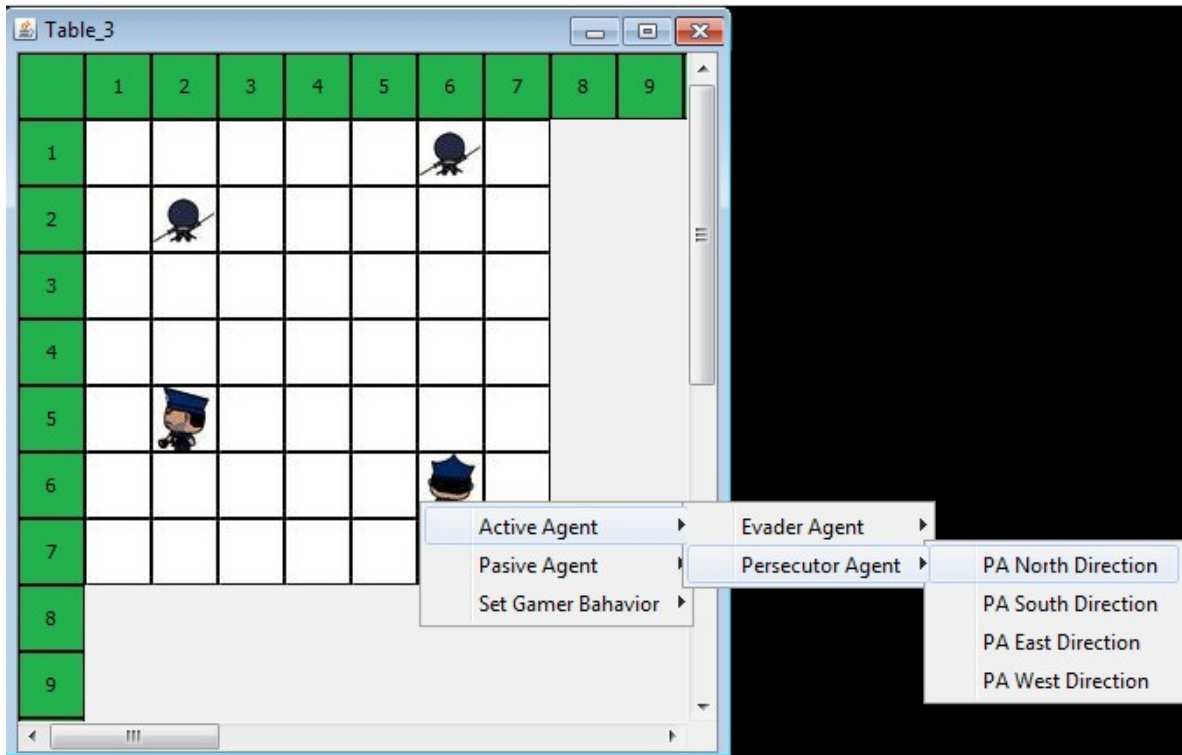 Table_3
1 2 3 4 5 6 7 8 9
1
2
3
4
5
6
7
8
9
Active Agent
Pasive Agent
Set Gamer Bahavior
Evader Agent
Persecutor Agent
PA North Direction
PA South Direction
PA East Direction
PA West Direction